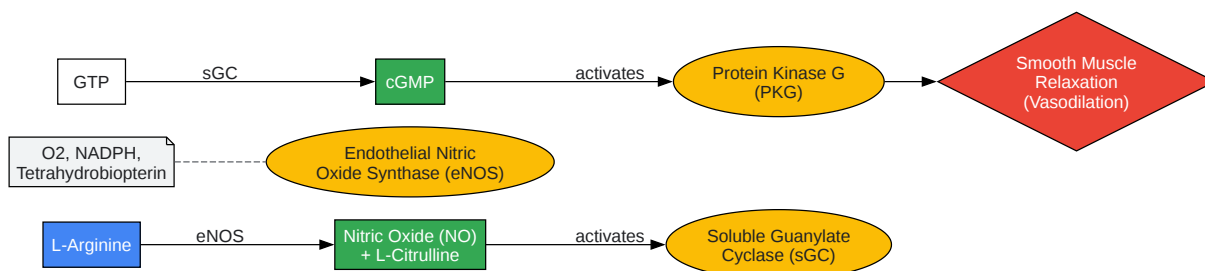 GTP
sGC
cGMP
activates
Protein Kinase G
(PKG)
Smooth Muscle
Relaxation
(Vasodilation)
O2, NADPH,
Tetrahydrobiopterin
Endothelial Nitric
Oxide Synthase (eNOS)
L-Arginine
eNOS
Nitric Oxide (NO)
+ L-Citrulline
activates
Soluble Guanylate
Cyclase (sGC)